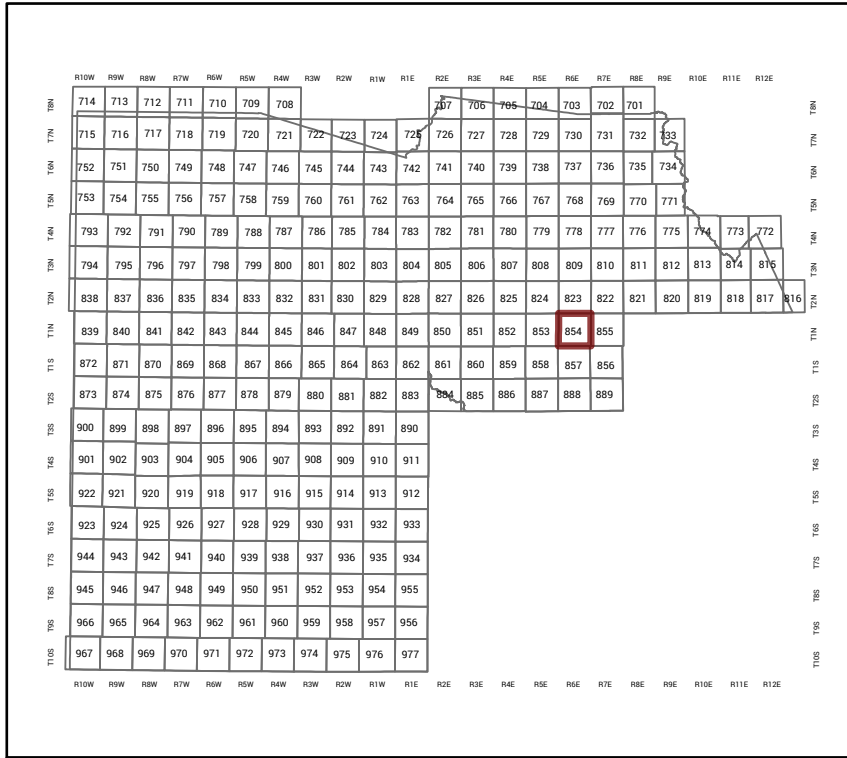 R10W R9W R8W R7W R6W R5W R4W R3W R2W R1W R1E R2E R3E R4E R5E R6E R7E R8E R9E R10E R11E R12E
T8N 714 713 712 711 710 709 708 707 706 705 704 703 702 701 T8N
T7N 715 716 717 718 719 720 721 722 723 724 725 726 727 728 729 730 731 732 733 T7N
T6N 752 751 750 749 748 747 746 745 744 743 742 741 740 739 738 737 736 735 734 T6N
T5N 753 754 755 756 757 758 759 760 761 762 763 764 765 766 767 768 769 770 771 T5N
T4N 793 792 791 790 789 788 787 786 785 784 783 782 781 780 779 778 777 776 775 774 773 772 T4N
T3N 794 795 796 797 798 799 800 801 802 803 804 805 806 807 808 809 810 811 812 813 814 815 T3N
T2N 838 837 836 835 834 833 832 831 830 829 828 827 826 825 824 823 822 821 820 819 818 817 816 T2N
T1N 839 840 841 842 843 844 845 846 847 848 849 850 851 852 853 854 855 T1N
T1S 872 871 870 869 868 867 866 865 864 863 862 861 860 859 858 857 856 T1S
T2S 873 874 875 876 877 878 879 880 881 882 883 884 885 886 887 888 889 T2S
T3S 900 899 898 897 896 895 894 893 892 891 890 T3S
T4S 901 902 903 904 905 906 907 908 909 910 911 T4S
T5S 922 921 920 919 918 917 916 915 914 913 912 T5S
T6S 923 924 925 926 927 928 929 930 931 932 933 T6S
T7S 944 943 942 941 940 939 938 937 936 935 934 T7S
T8S 945 946 947 948 949 950 951 952 953 954 955 T8S
T9S 966 965 964 963 962 961 960 959 958 957 956 T9S
T10S 967 968 969 970 971 972 973 974 975 976 977 T10S
R10W R9W R8W R7W R6W R5W R4W R3W R2W R1W R1E R2E R3E R4E R5E R6E R7E R8E R9E R10E R11E R12E